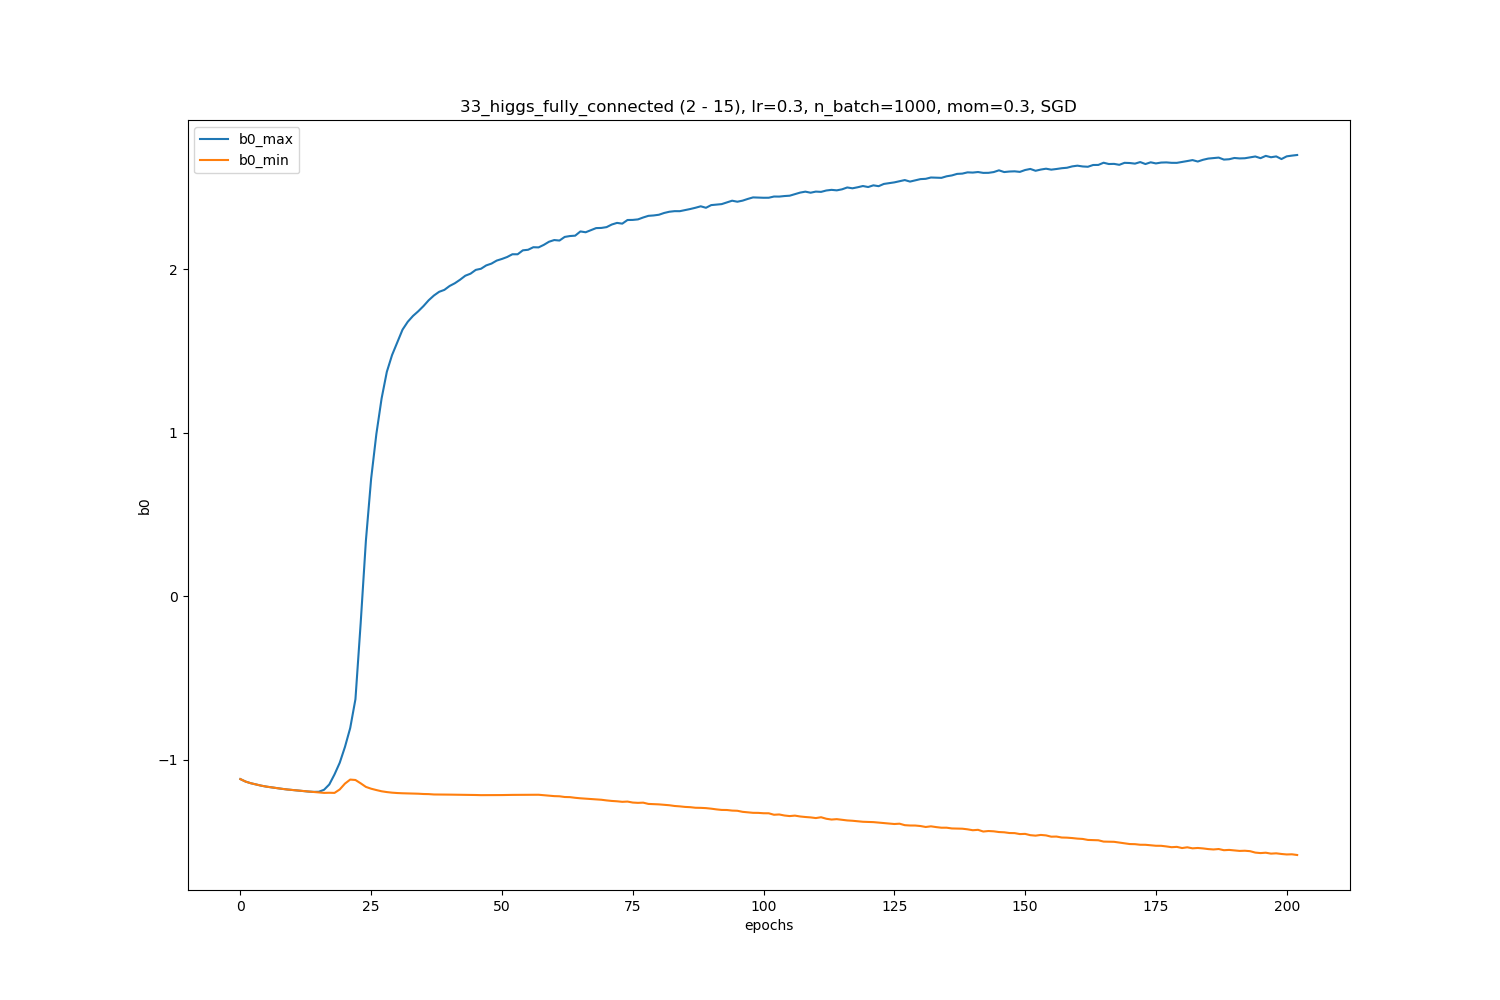 33_higgs_fully_connected (2 - 15), lr=0.3, n_batch=1000, mom=0.3, SGD
b0_max
b0_min
2
1
0
−1
b0
0 25 50 75 100 125 150 175 200
epochs